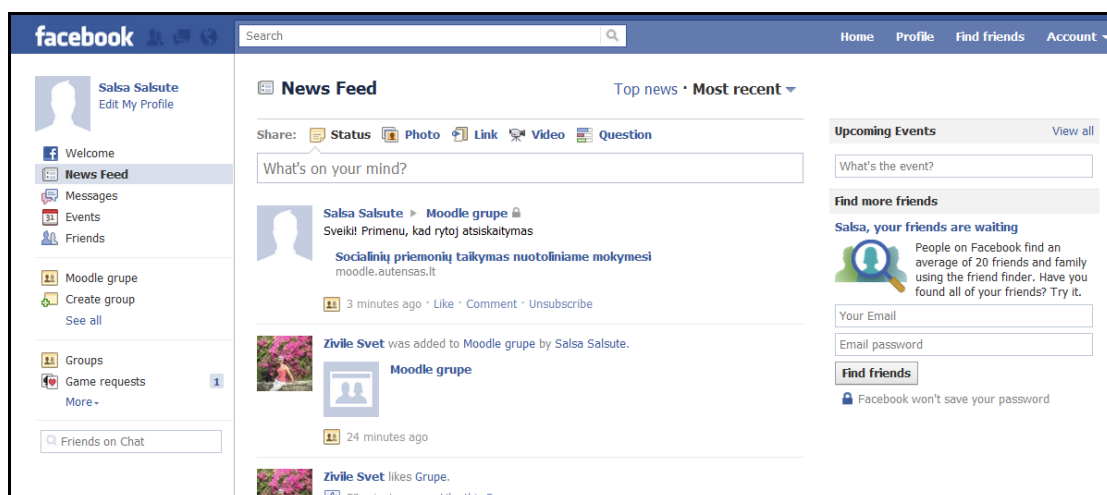 facebook
Search
Home Profile Find friends Account
Salsa Salsute
Edit My Profile
Welcome
News Feed
Messages
31 Events
Friends
Moodle grupe
Create group
See all
Groups
Game requests 1
More
Friends on Chat
News Feed
Top news · Most recent
Share: Status Photo Link Video Question
What's on your mind?
Salsa Salsute ▸ Moodle grupe
Sveiki! Primenu, kad rytoj atsiskaitymas
Socialinių priemonių taikymas nuotoliniame mokymesi
moodle.autensas.lt
3 minutes ago · Like · Comment · Unsubscribe
Zivile Svet was added to Moodle grupe by Salsa Salsute.
Moodle grupe
24 minutes ago
Zivile Svet likes Grupe.
Upcoming Events View all
What's the event?
Find more friends
Salsa, your friends are waiting
People on Facebook find an
average of 20 friends and family
using the friend finder. Have you
found all of your friends? Try it.
Your Email
Email password
Find friends
Facebook won't save your password